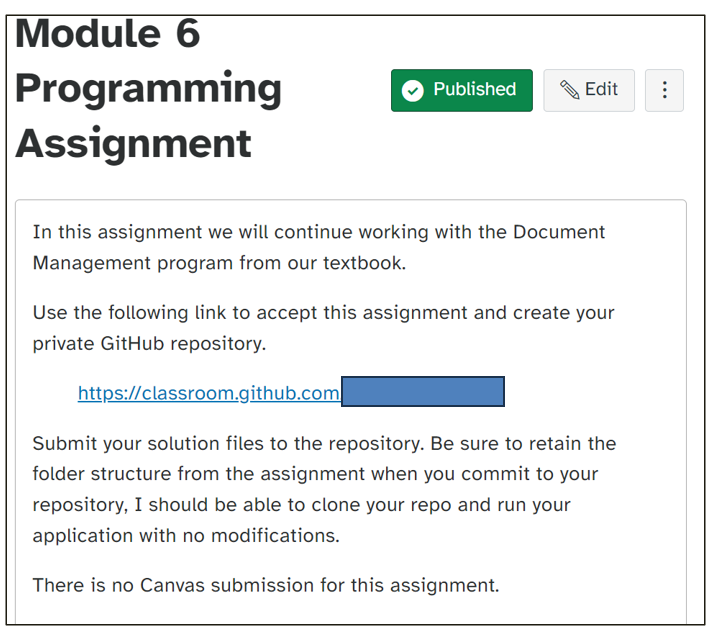 Module 6
Programming
Assignment
Published
Edit
In this assignment we will continue working with the Document
Management program from our textbook.
Use the following link to accept this assignment and create your
private GitHub repository.
https://classroom.github.com
Submit your solution files to the repository. Be sure to retain the
folder structure from the assignment when you commit to your
repository, I should be able to clone your repo and run your
application with no modifications.
There is no Canvas submission for this assignment.